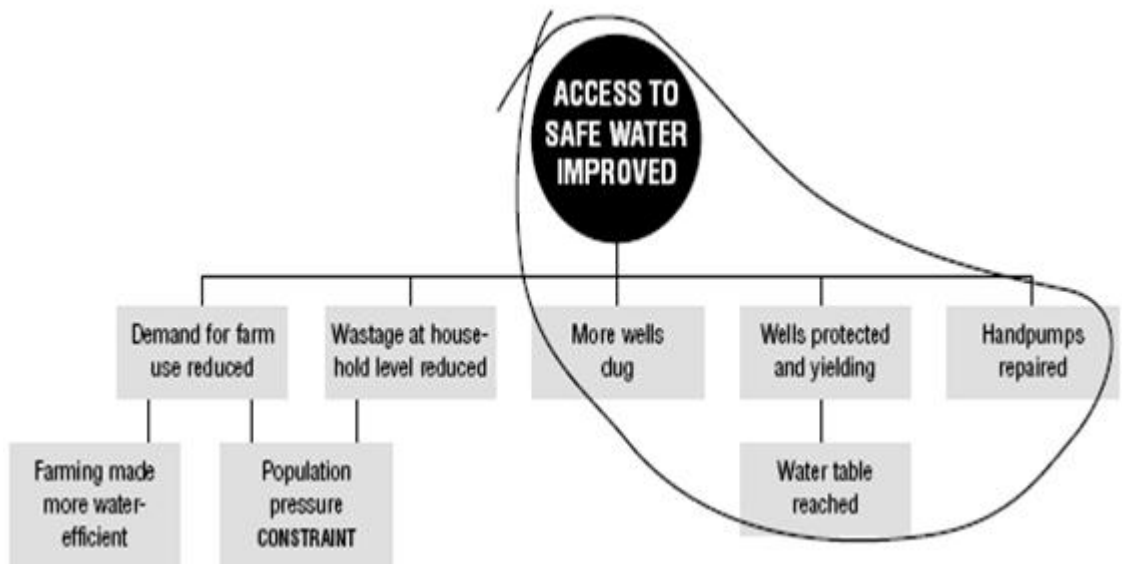 ACCESS TO
SAFE WATER
IMPROVED
Demand for farm
use reduced
Wastage at house-
hold level reduced
More wells
dug
Wells protected
and yielding
Handpumps
repaired
Farming made
more water-
efficient
Population
pressure
CONSTRAINT
Water table
reached